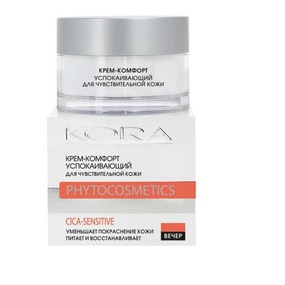 КРЕМ-КОМФОРТ
УСПОКАИВАЮЩИЙ
ДЛЯ ЧУВСТВИТЕЛЬНОЙ КОЖИ
KORA
КРЕМ-КОМФОРТ
УСПОКАИВАЮЩИЙ
ДЛЯ ЧУВСТВИТЕЛЬНОЙ КОЖИ
PHYTOCOSMETICS
CICA-SENSITIVE
УМЕНЬШАЕТ ПОКРАСНЕНИЕ КОЖИ
ПИТАЕТ И ВОССТАНАВЛИВАЕТ
ВЕЧЕР